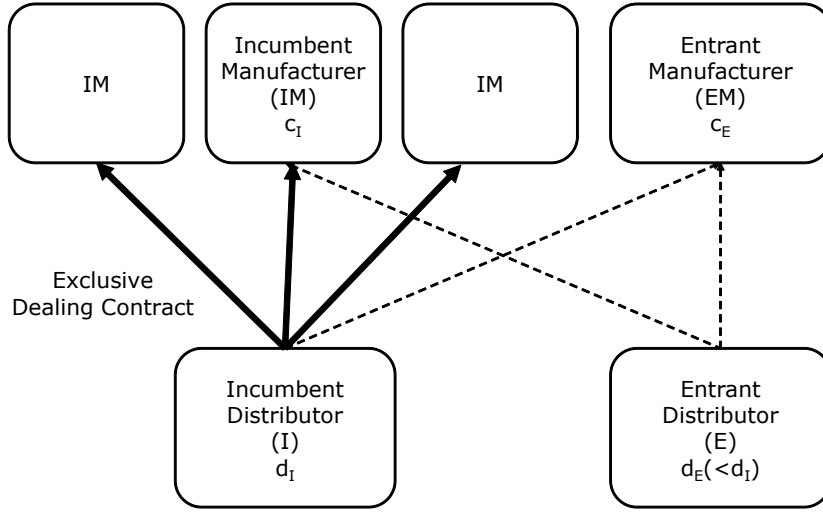 IM
Incumbent
Manufacturer
(IM)
c_I
IM
Entrant
Manufacturer
(EM)
c_E
Exclusive
Dealing Contract
Incumbent
Distributor
(I)
d_I
Entrant
Distributor
(E)
d_E(<d_I)